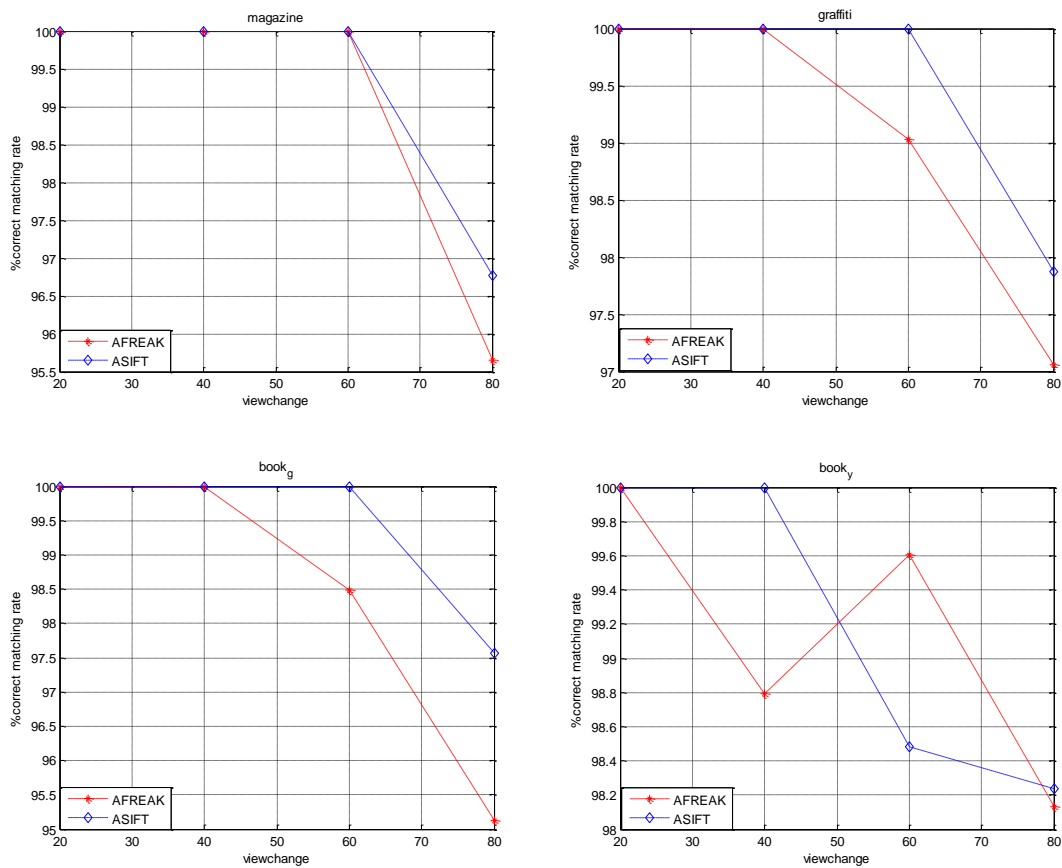 magazine
100
99.5
99
98.5
98
97.5
97
96.5
96
95.5
%correct matching rate
AFREAK
ASIFT
20 30 40 50 60 70 80
viewchange
graffiti
100
99.5
99
98.5
98
97.5
97
%correct matching rate
AFREAK
ASIFT
20 30 40 50 60 70 80
viewchange
book_g
100
99.5
99
98.5
98
97.5
97
96.5
96
95.5
95
%correct matching rate
AFREAK
ASIFT
20 30 40 50 60 70 80
viewchange
book_y
100
99.8
99.6
99.4
99.2
99
98.8
98.6
98.4
98.2
98
%correct matching rate
AFREAK
ASIFT
20 30 40 50 60 70 80
viewchange